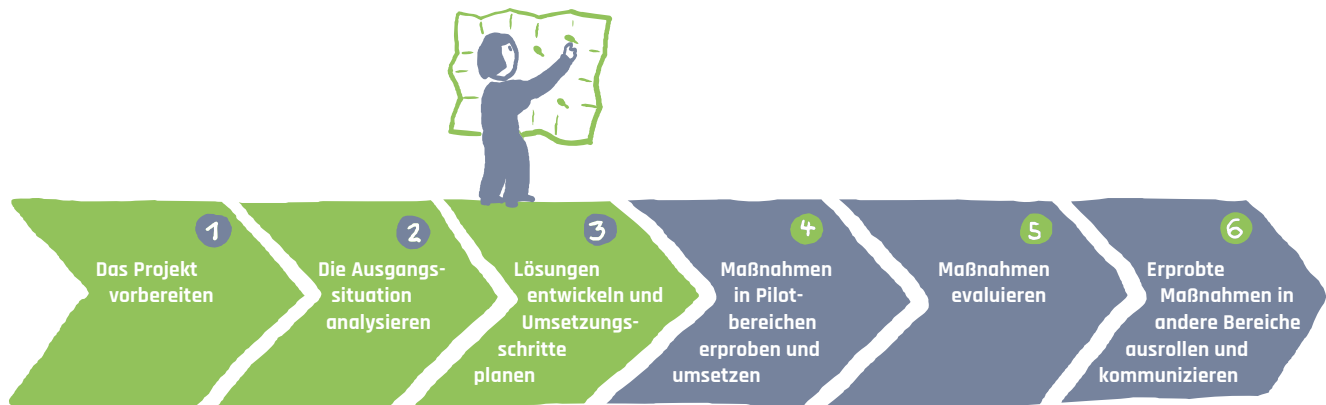 1
Das Projekt
vorbereiten
2
Die Ausgangs-
situation
analysieren
3
Lösungen
entwickeln und
Umsetzungs-
schritte
planen
4
Maßnahmen
in Pilot-
bereichen
erproben und
umsetzen
5
Maßnahmen
evaluieren
6
Erprobte
Maßnahmen in
andere Bereiche
ausrollen und
kommunizieren